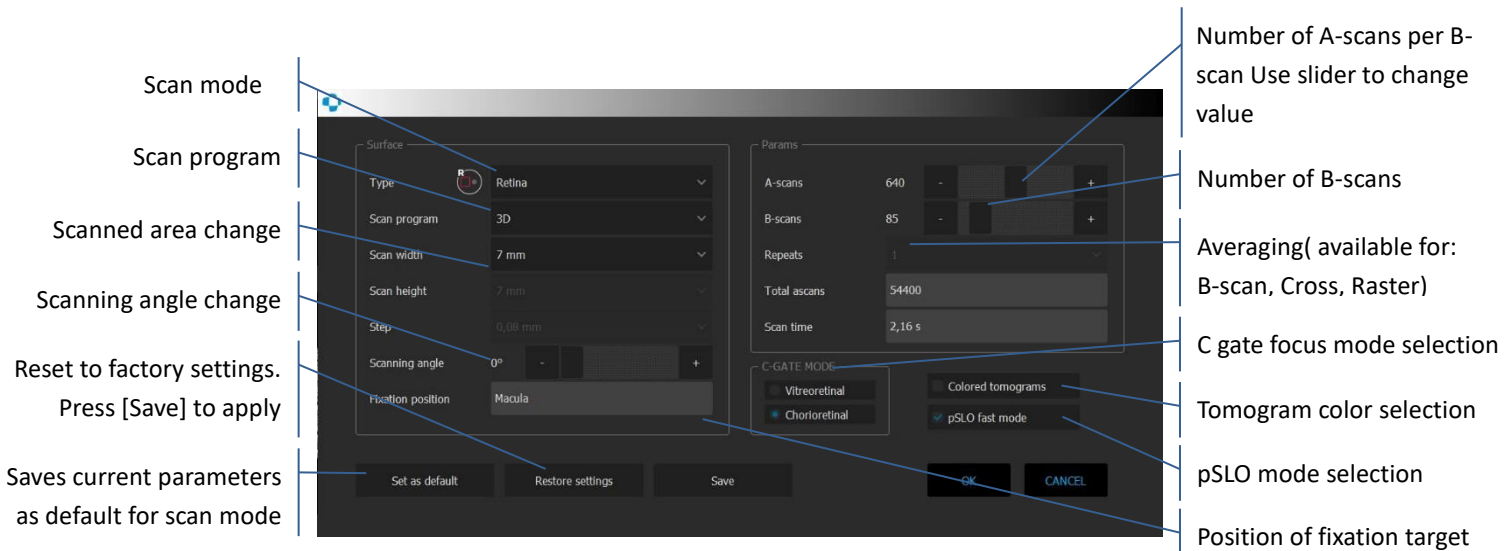 Scan mode
Scan program
Scanned area change
Scanning angle change
Reset to factory settings.
Press [Save] to apply
Saves current parameters
as default for scan mode
Surface
Type
R
Retina
Scan program
3D
Scan width
7 mm
Scan height
7 mm
Step
0,08 mm
Scanning angle
0º
-
+
Fixation position
Macula
Params
A-scans
640
-
+
B-scans
85
-
+
Repeats
1
Total ascans
54400
Scan time
2,16 s
C-GATE MODE
Vitreoretinal
Chorioretinal
Colored tomograms
pSLO fast mode
Set as default
Restore settings
Save
OK
CANCEL
Number of A-scans per B-
scan Use slider to change
value
Number of B-scans
Averaging( available for:
B-scan, Cross, Raster)
C gate focus mode selection
Tomogram color selection
pSLO mode selection
Position of fixation target